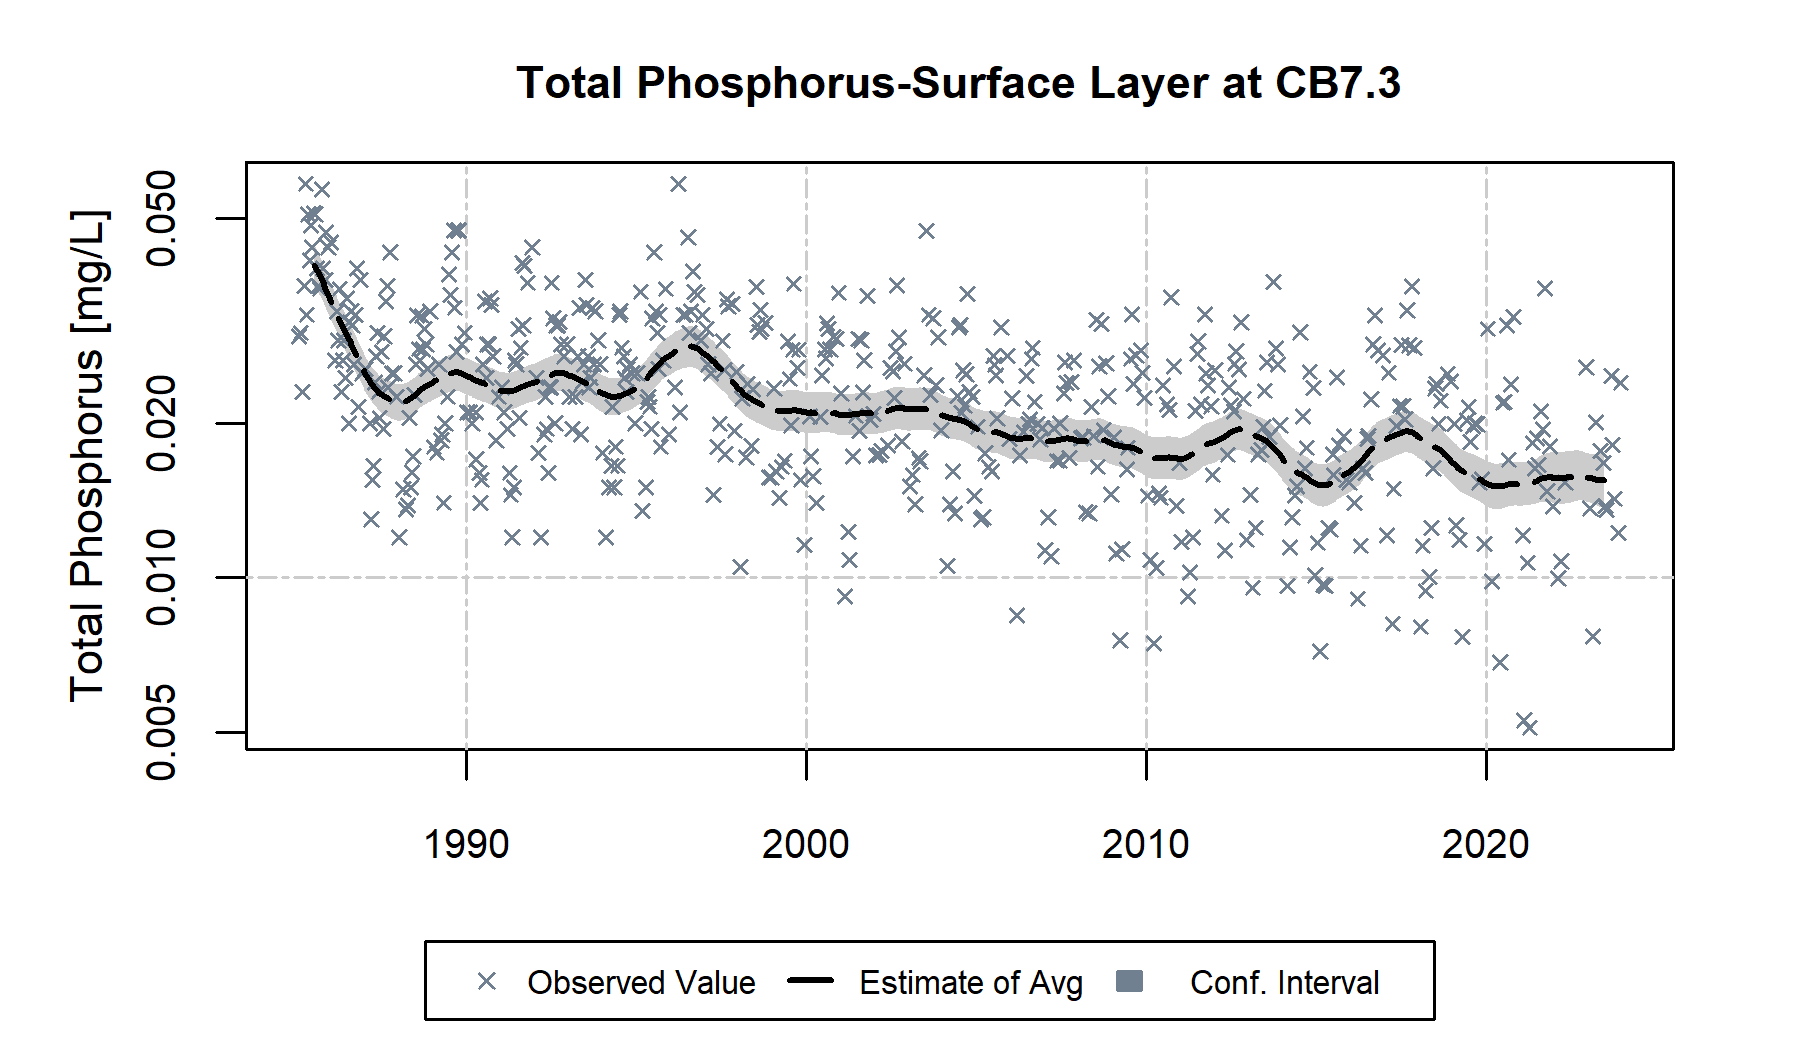 Total Phosphorus-Surface Layer at CB7.3
Total Phosphorus [mg/L]
0.050
0.020
0.010
0.005
1990 2000 2010 2020
Observed Value Estimate of Avg Conf. Interval